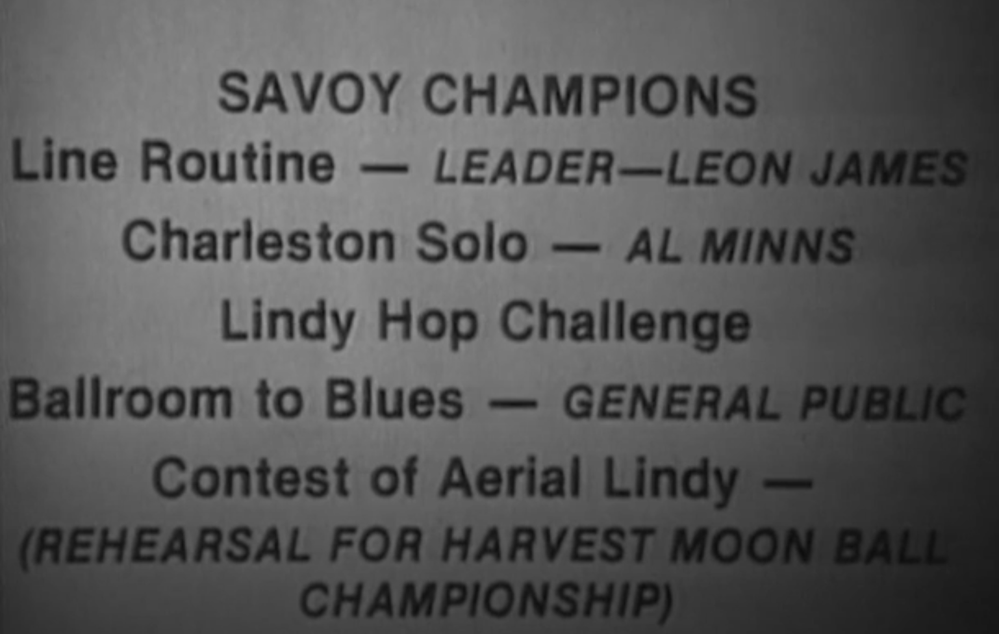 SAVOY CHAMPIONS
Line Routine — LEADER—LEON JAMES
Charleston Solo — AL MINNS
Lindy Hop Challenge
Ballroom to Blues — GENERAL PUBLIC
Contest of Aerial Lindy —
(REHEARSAL FOR HARVEST MOON BALL
CHAMPIONSHIP)